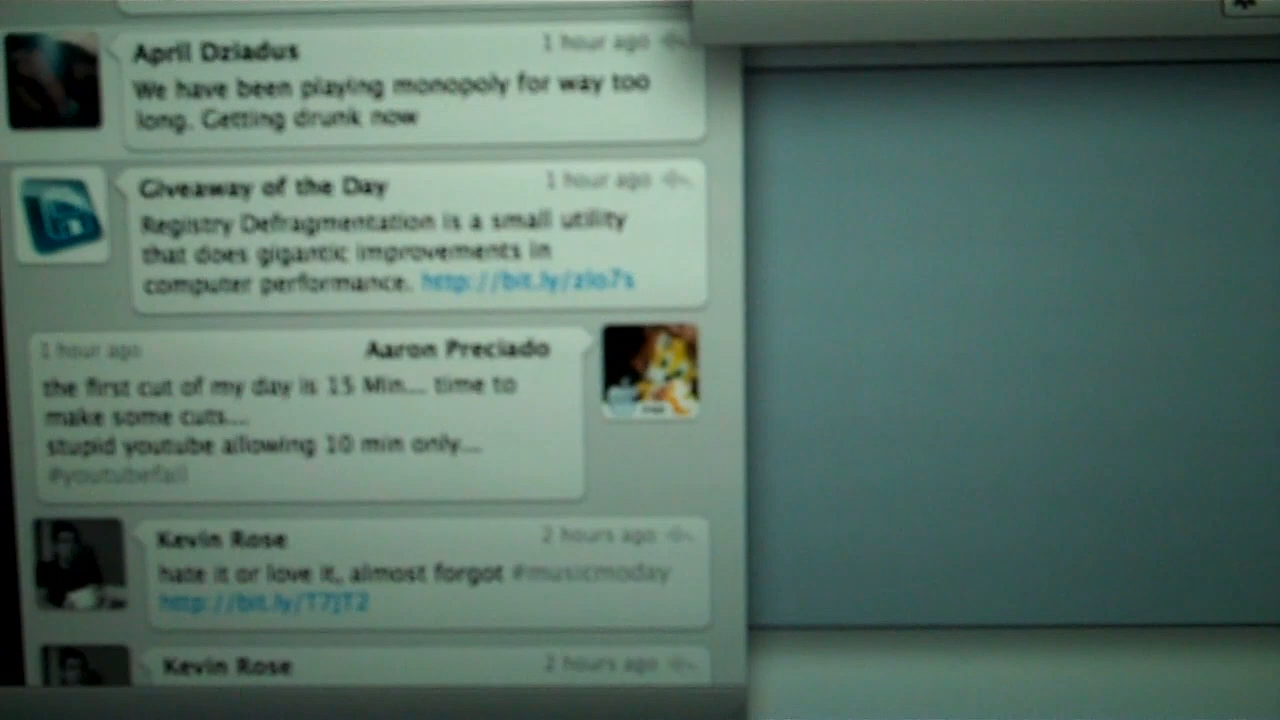 April Dziadus 1 hour ago
We have been playing monopoly for way too
long. Getting drunk now
Giveaway of the Day 1 hour ago
Registry Defragmentation is a small utility
that does gigantic improvements in
computer performance. http://bit.ly/zlo7s
1 hour ago Aaron Preciado
the first cut of my day is 15 Min.... time to
make some cuts...
stupid youtube allowing 10 min only....
#youtubefail
Kevin Rose 2 hours ago
hate it or love it, almost forgot #musicmoday
http://bit.ly/T7JT2
Kevin Rose 2 hours ago